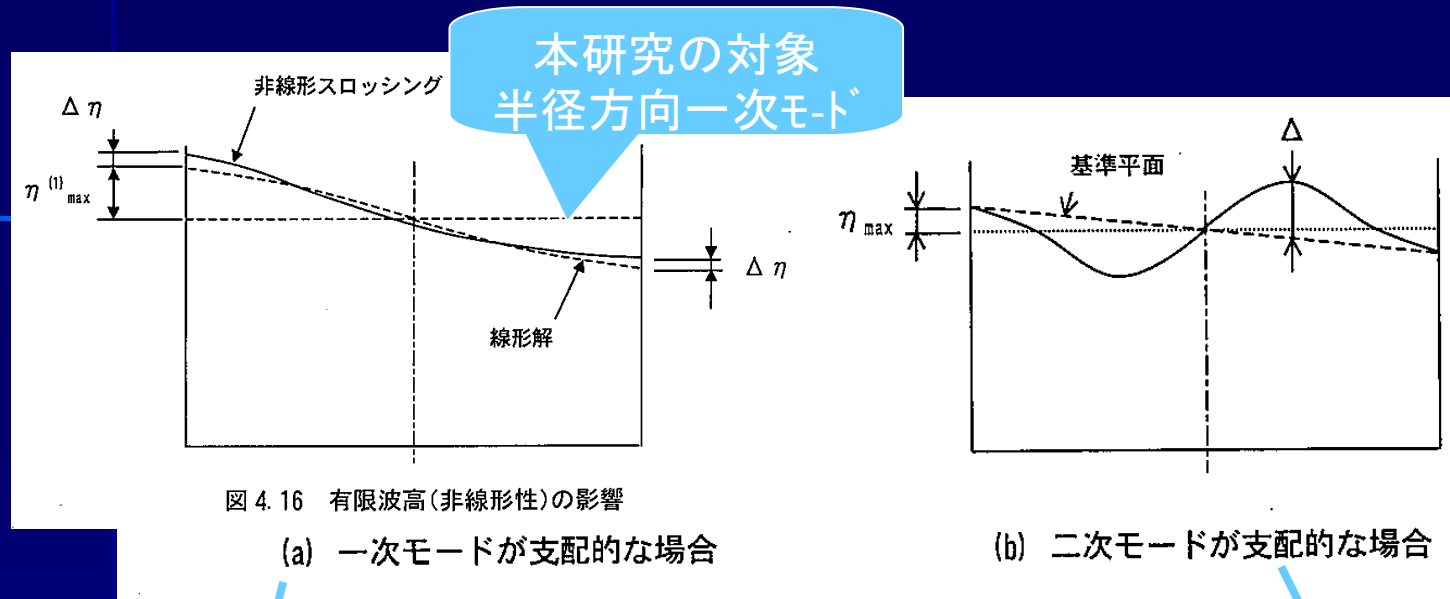 本研究の対象
半径方向一次モード
非線形スロッシング
Δη
η⁽¹⁾max
Δη
線形解
図 4.16 有限波高(非線形性)の影響
(a) 一次モードが支配的な場合
Δ
基準平面
ηmax
(b) 二次モードが支配的な場合